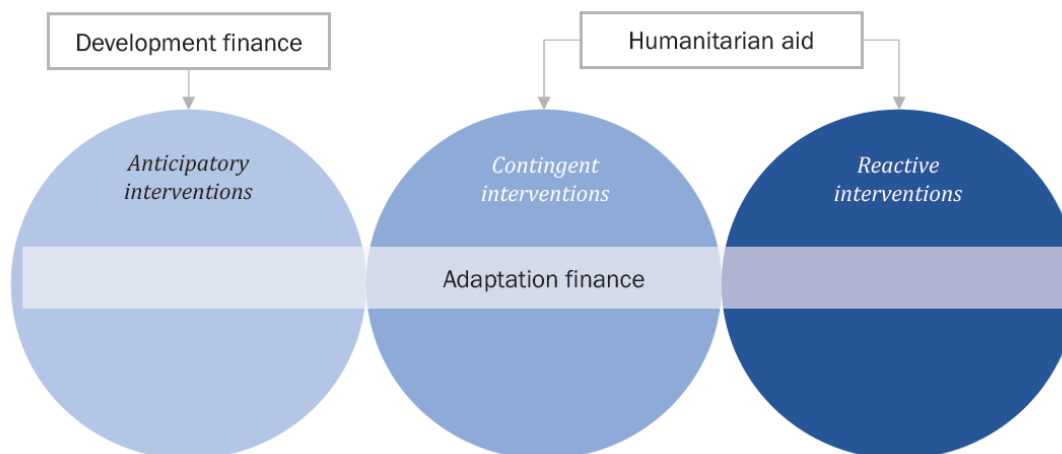 Development finance
Humanitarian aid
Anticipatory
interventions
Contingent
interventions
Reactive
interventions
Adaptation finance